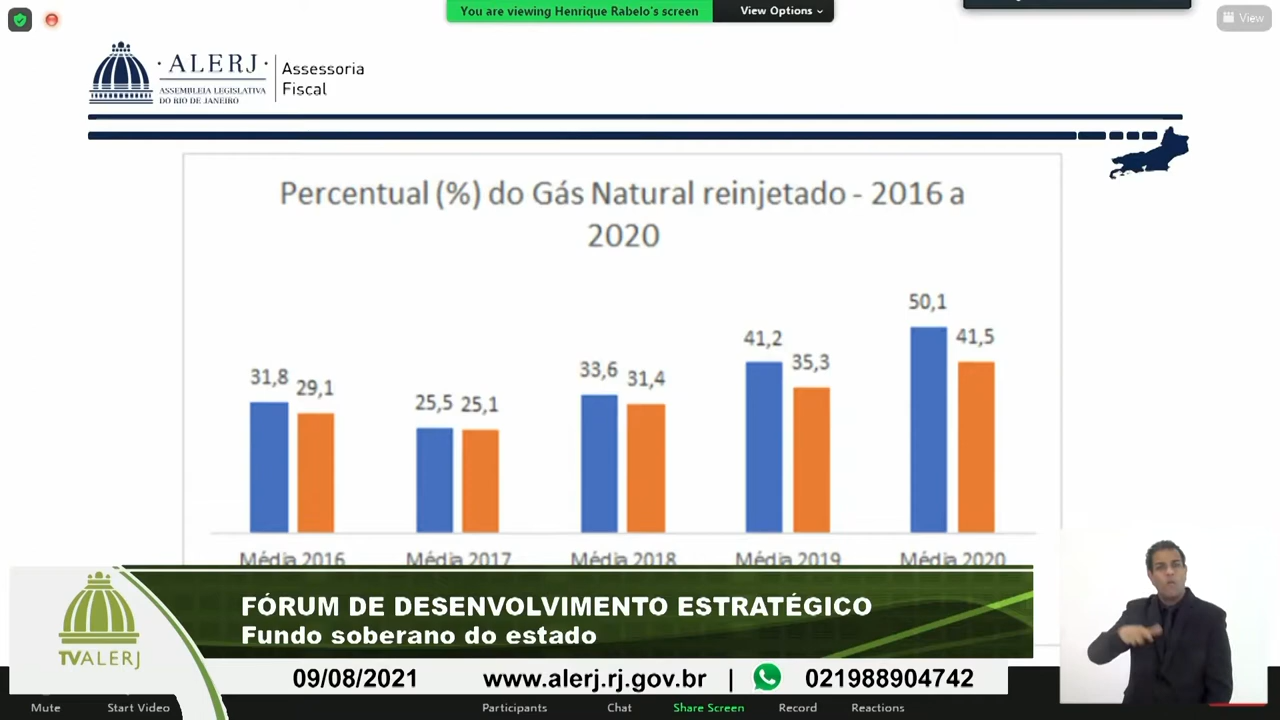 You are viewing Henrique Rabelo's screen
View Options
View
·ALERJ·
ASSEMBLEIA LEGISLATIVA
DO RIO DE JANEIRO
Assessoria
Fiscal
Percentual (%) do Gás Natural reinjetado - 2016 a
2020
31,8
29,1
25,5
25,1
33,6
31,4
41,2
35,3
50,1
41,5
Média 2016
Média 2017
Média 2018
Média 2019
Média 2020
TVALERJ
FÓRUM DE DESENVOLVIMENTO ESTRATÉGICO
Fundo soberano do estado
09/08/2021
www.alerj.rj.gov.br |
021988904742
Mute
Start Video
Participants
Chat
Share Screen
Record
Reactions